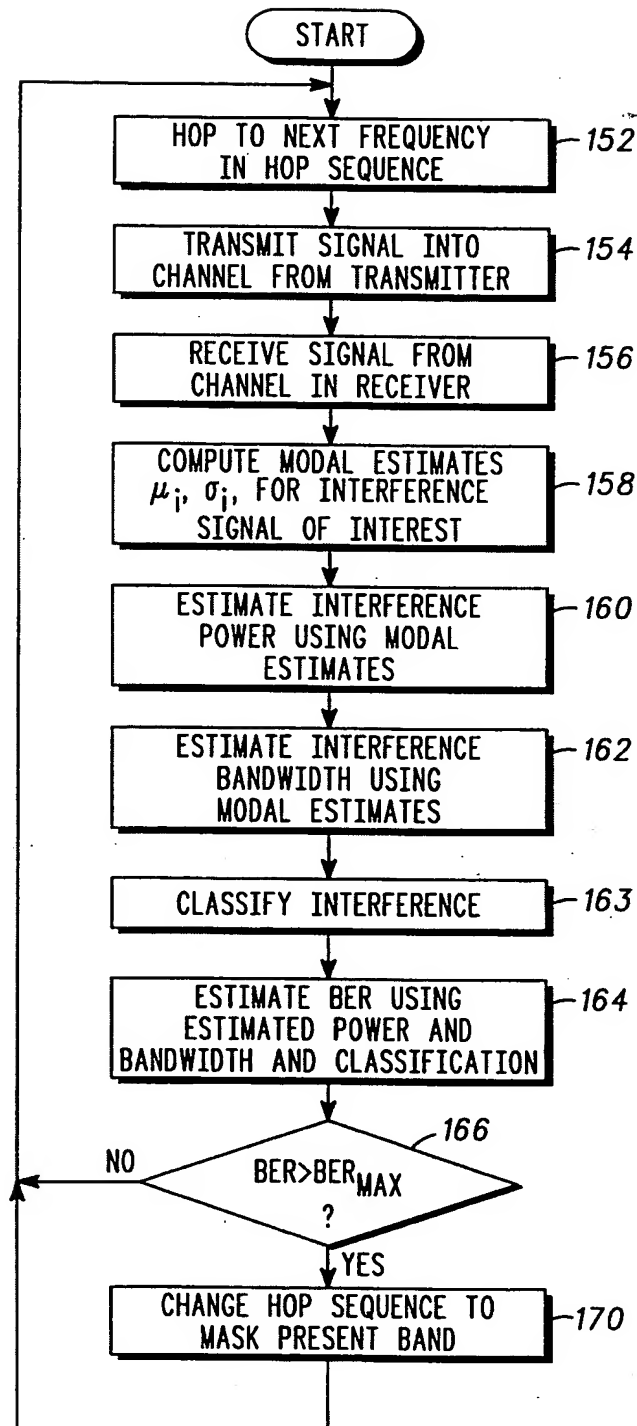 START
HOP TO NEXT FREQUENCY
IN HOP SEQUENCE
152
TRANSMIT SIGNAL INTO
CHANNEL FROM TRANSMITTER
154
RECEIVE SIGNAL FROM
CHANNEL IN RECEIVER
156
COMPUTE MODAL ESTIMATES
μi, σi, FOR INTERFERENCE
SIGNAL OF INTEREST
158
ESTIMATE INTERFERENCE
POWER USING MODAL
ESTIMATES
160
ESTIMATE INTERFERENCE
BANDWIDTH USING
MODAL ESTIMATES
162
CLASSIFY INTERFERENCE
163
ESTIMATE BER USING
ESTIMATED POWER AND
BANDWIDTH AND CLASSIFICATION
164
166
NO
BER>BERMAX
?
YES
CHANGE HOP SEQUENCE TO
MASK PRESENT BAND
170